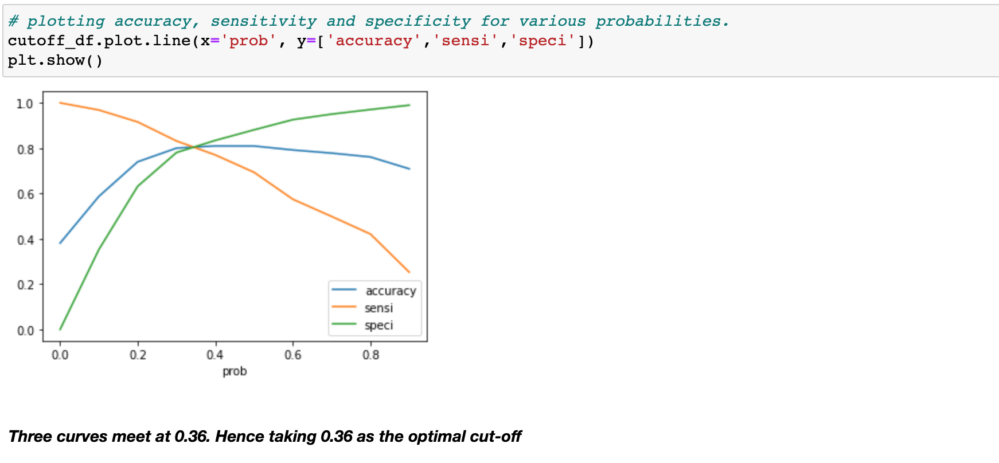 # plotting accuracy, sensitivity and specificity for various probabilities.
cutoff_df.plot.line(x='prob', y=['accuracy','sensi','speci'])
plt.show()
1.0
0.8
0.6
0.4
0.2
0.0
0.0 0.2 0.4 0.6 0.8
prob
accuracy
sensi
speci
Three curves meet at 0.36. Hence taking 0.36 as the optimal cut-off